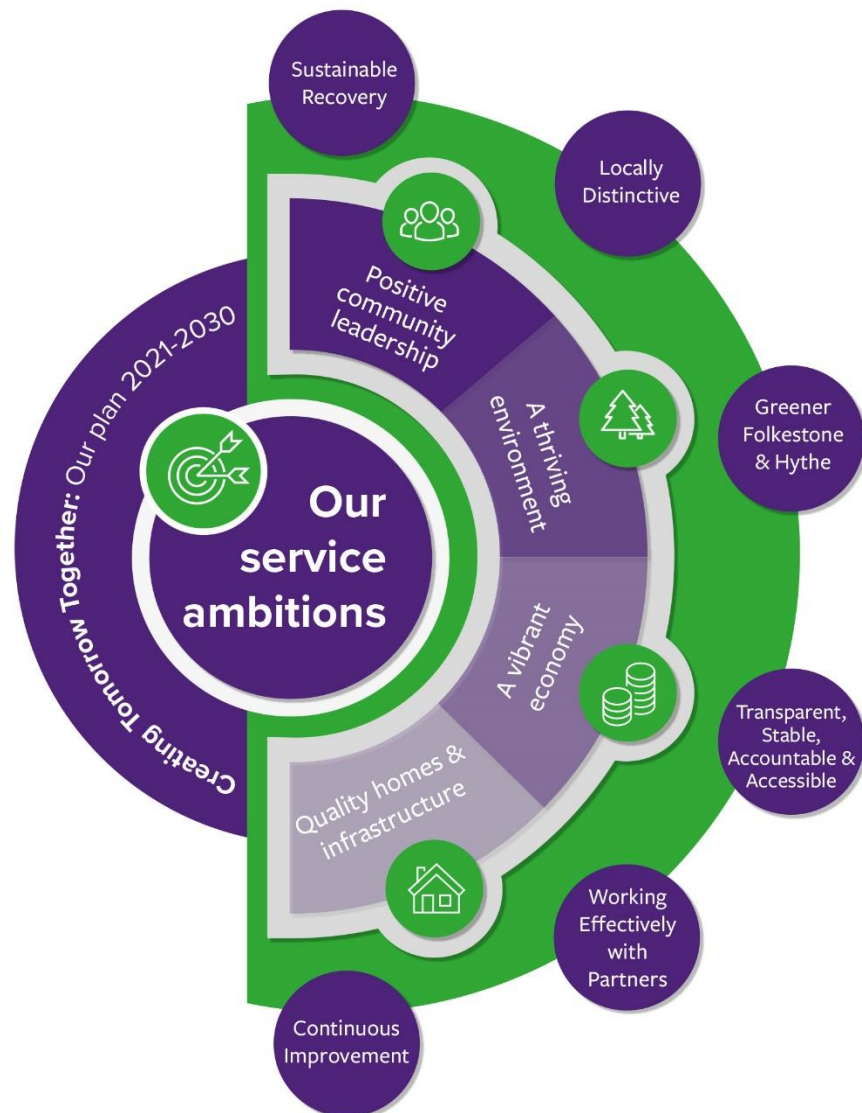 Sustainable
Recovery
Locally
Distinctive
Positive
community
leadership
Creating Tomorrow Together: Our plan 2021-2030
A thriving
environment
Greener
Folkestone
& Hythe
Our
service
ambitions
A vibrant
economy
Transparent,
Stable,
Accountable &
Accessible
Quality homes &
infrastructure
Working
Effectively
with
Partners
Continuous
Improvement